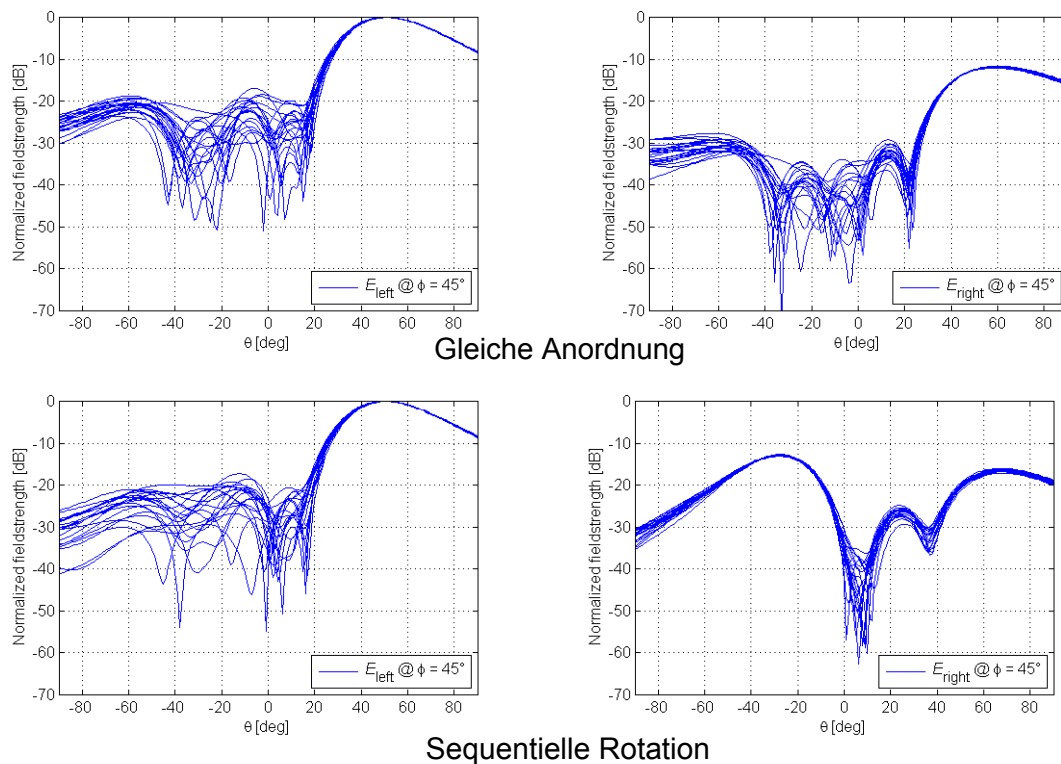 0
-10
-20
-30
-40
-50
-60
-70
Normalized fieldstrength [dB]
E left @ ϕ = 45°
-80 -60 -40 -20 0 20 40 60 80
θ [deg]
0
-10
-20
-30
-40
-50
-60
-70
Normalized fieldstrength [dB]
E right @ ϕ = 45°
-80 -60 -40 -20 0 20 40 60 80
θ [deg]
Gleiche Anordnung
0
-10
-20
-30
-40
-50
-60
-70
Normalized fieldstrength [dB]
E left @ ϕ = 45°
-80 -60 -40 -20 0 20 40 60 80
θ [deg]
0
-10
-20
-30
-40
-50
-60
-70
Normalized fieldstrength [dB]
E right @ ϕ = 45°
-80 -60 -40 -20 0 20 40 60 80
θ [deg]
Sequentielle Rotation